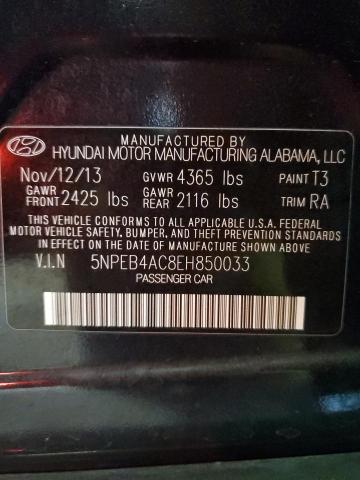 MANUFACTURED BY
HYUNDAI MOTOR MANUFACTURING ALABAMA, LLC
Nov/12/13 GVWR 4365 lbs PAINT T3
GAWR FRONT 2425 lbs GAWR REAR 2116 lbs TRIM RA
THIS VEHICLE CONFORMS TO ALL APPLICABLE U.S.A. FEDERAL
MOTOR VEHICLE SAFETY, BUMPER, AND THEFT PREVENTION
STANDARDS IN EFFECT ON THE DATE OF MANUFACTURE SHOWN ABOVE.
V.I.N 5NPEB4AC8EH850033
PASSENGER CAR